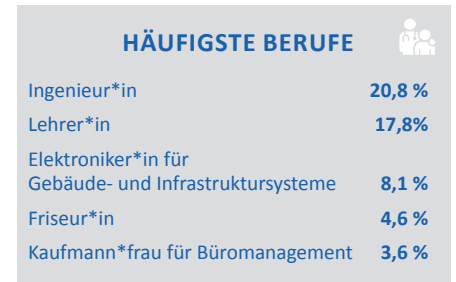 HÄUFIGSTE BERUFE
Ingenieur*in 20,8 %
Lehrer*in 17,8%
Elektroniker*in für
Gebäude- und Infrastruktursysteme 8,1 %
Friseur*in 4,6 %
Kaufmann*frau für Büromanagement 3,6 %